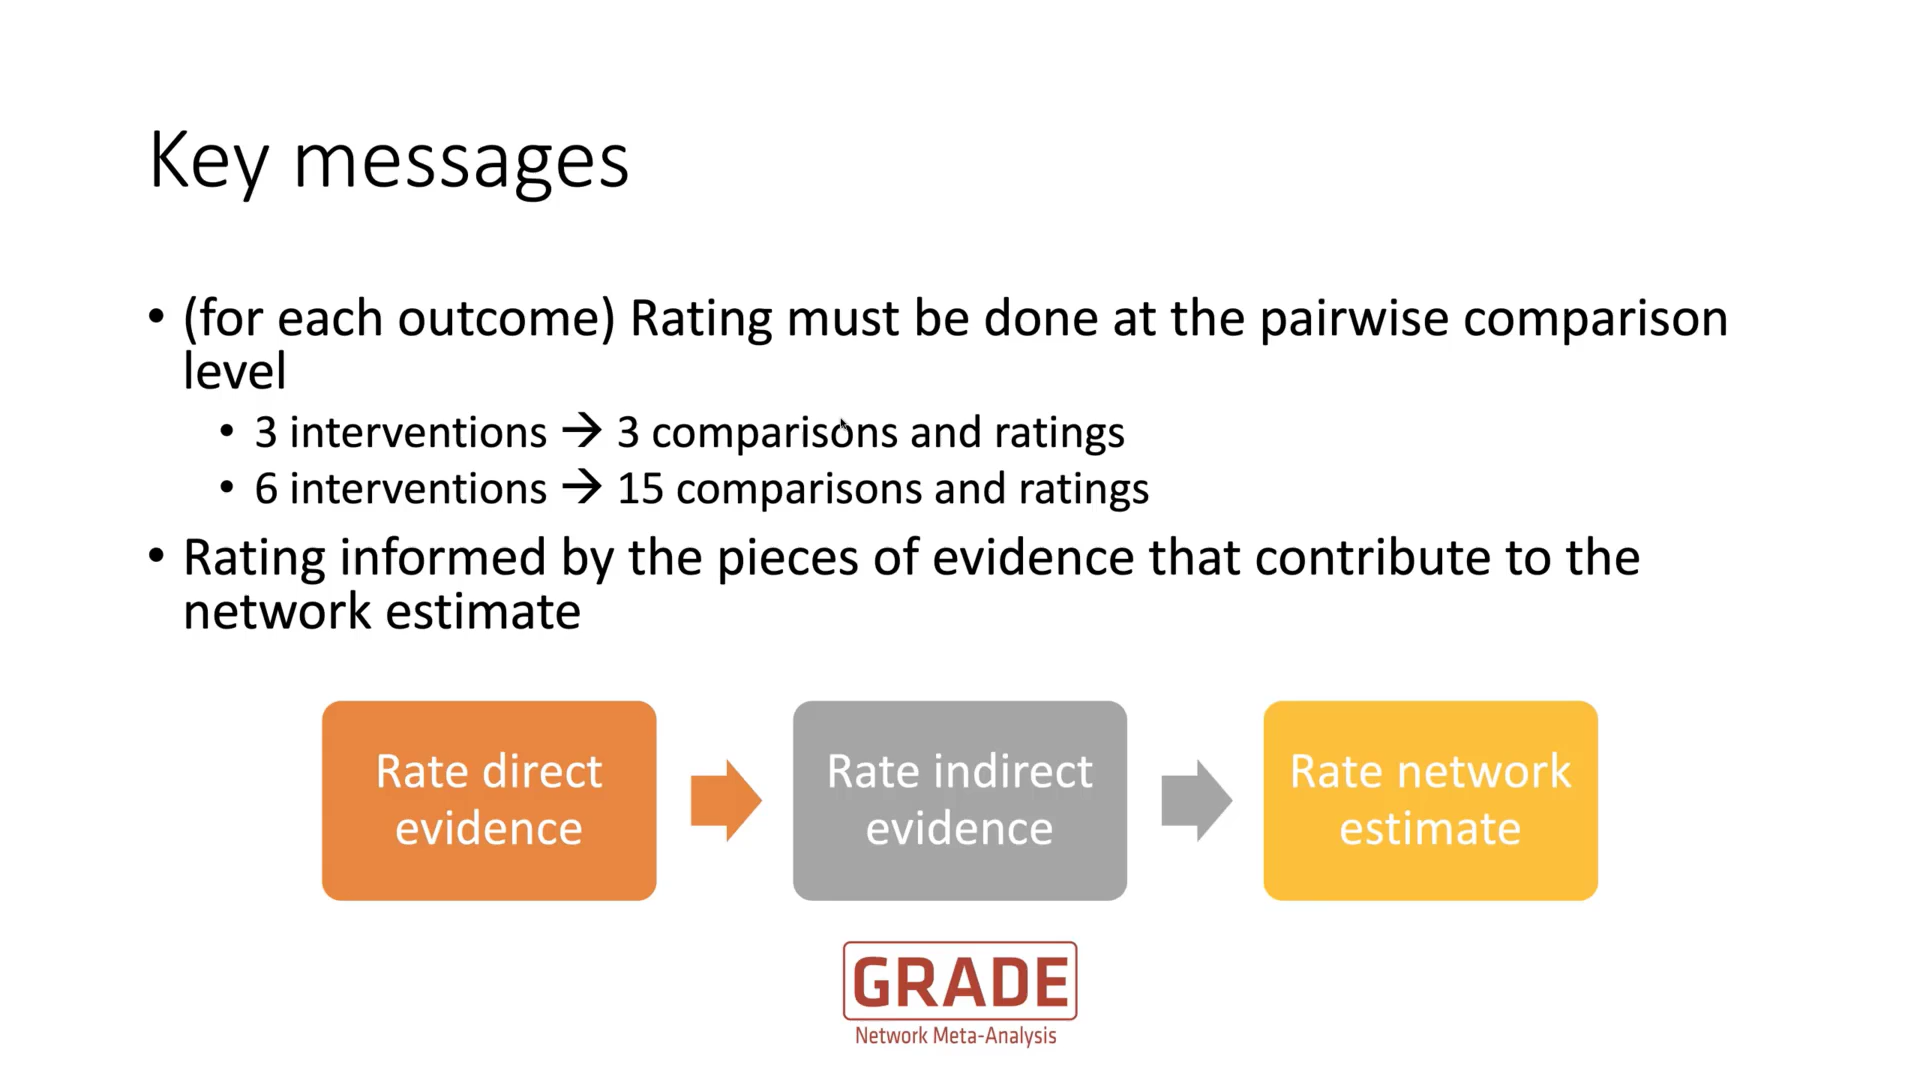 Key messages
• (for each outcome) Rating must be done at the pairwise comparison
level
• 3 interventions → 3 comparisons and ratings
• 6 interventions → 15 comparisons and ratings
• Rating informed by the pieces of evidence that contribute to the
network estimate
Rate direct
evidence
Rate indirect
evidence
Rate network
estimate
GRADE
Network Meta-Analysis